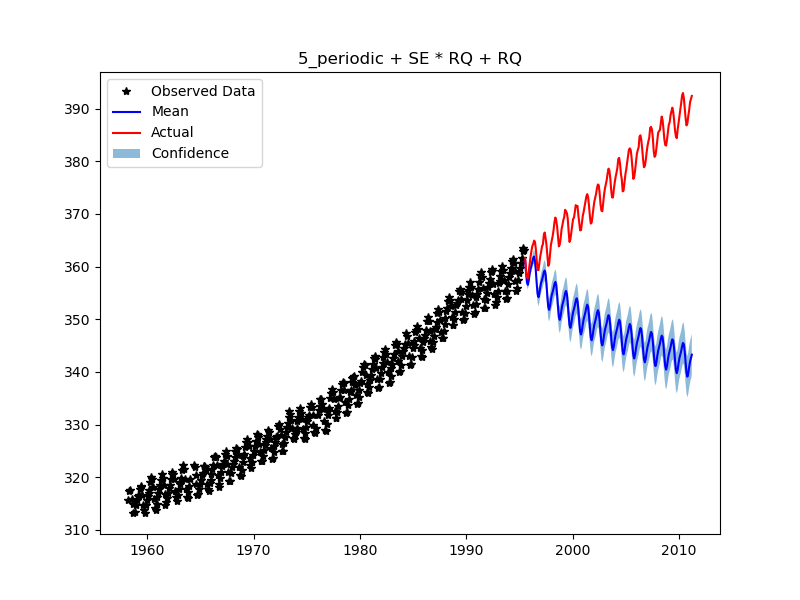 5_periodic + SE * RQ + RQ
Observed Data
Mean
Actual
Confidence
390
380
370
360
350
340
330
320
310
1960 1970 1980 1990 2000 2010